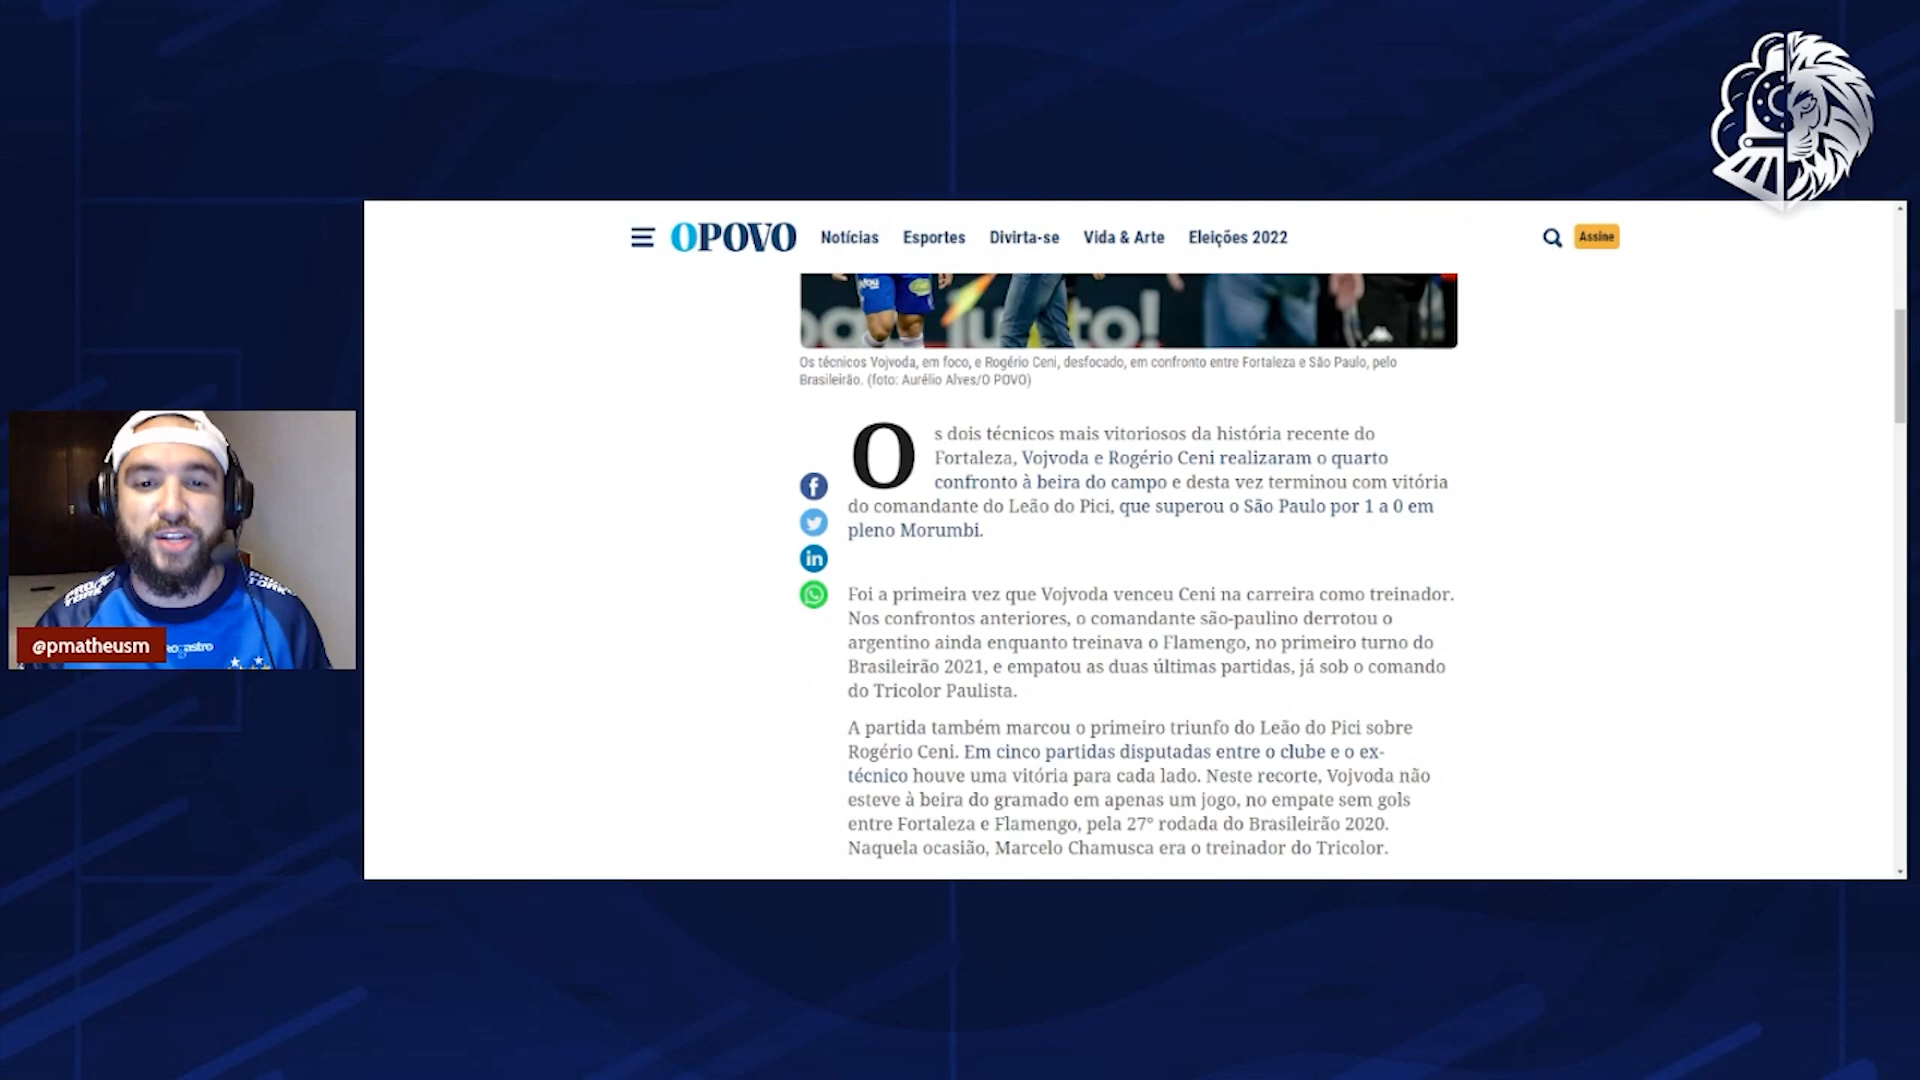 OPOVO
Notícias
Esportes
Divirta-se
Vida & Arte
Eleições 2022
Assine
Os técnicos Vojvoda, em foco, e Rogério Ceni, desfocado, em confronto entre Fortaleza e São Paulo, pelo
Brasileirão. (foto: Aurélio Alves/O POVO)
Os dois técnicos mais vitoriosos da história recente do
Fortaleza, Vojvoda e Rogério Ceni realizaram o quarto
confronto à beira do campo e desta vez terminou com vitória
do comandante do Leão do Pici, que superou o São Paulo por 1 a 0 em
pleno Morumbi.
Foi a primeira vez que Vojvoda venceu Ceni na carreira como treinador.
Nos confrontos anteriores, o comandante são-paulino derrotou o
argentino ainda enquanto treinava o Flamengo, no primeiro turno do
Brasileirão 2021, e empatou as duas últimas partidas, já sob o comando
do Tricolor Paulista.
A partida também marcou o primeiro triunfo do Leão do Pici sobre
Rogério Ceni. Em cinco partidas disputadas entre o clube e o ex-
técnico houve uma vitória para cada lado. Neste recorte, Vojvoda não
esteve à beira do gramado em apenas um jogo, no empate sem gols
entre Fortaleza e Flamengo, pela 27° rodada do Brasileirão 2020.
Naquela ocasião, Marcelo Chamusca era o treinador do Tricolor.
@pmatheusm